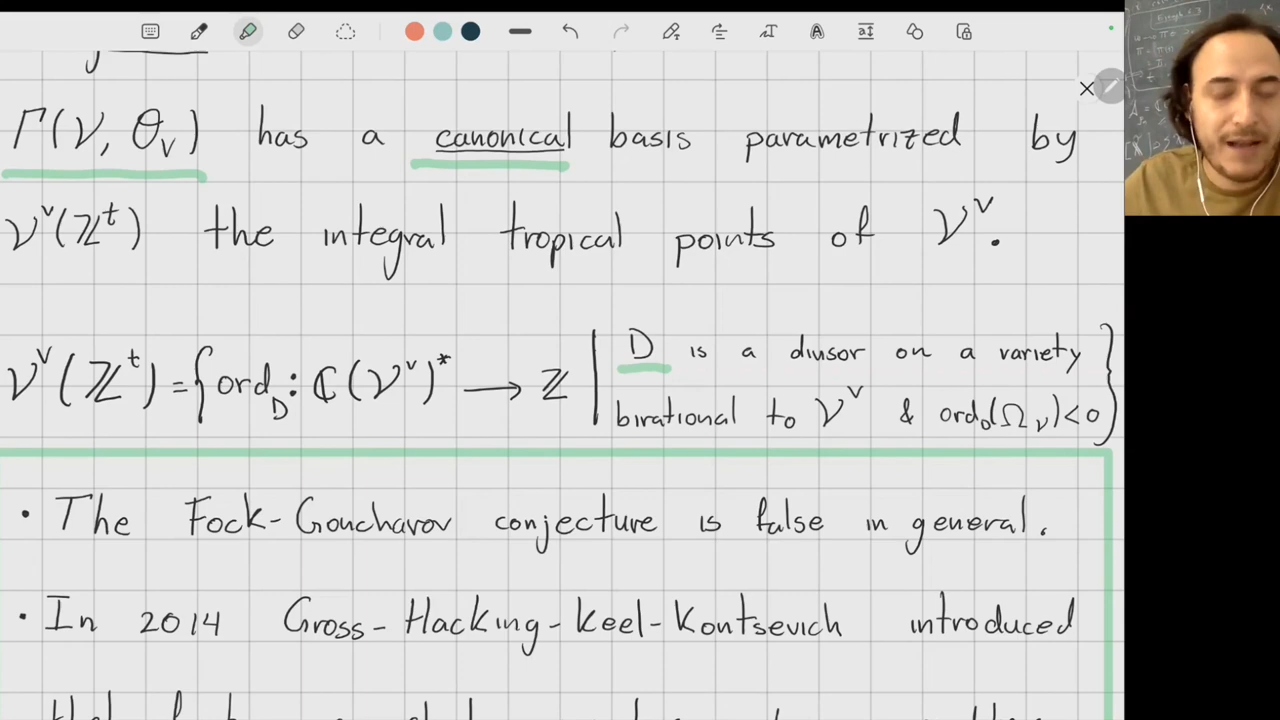 Γ(𝒱, 𝒪_𝒱) has a canonical basis parametrized by
𝒱^∨(ℤ^t) the integral tropical points of 𝒱^∨.
𝒱^∨(ℤ^t) = { ord_D : ℂ(𝒱^∨)^* ⟶ ℤ | D is a divisor on a variety
birational to 𝒱^∨ & ord_D(Ω_𝒱)<0 }
• The Fock-Goncharov conjecture is false in general.
• In 2014 Gross-Hacking-Keel-Kontsevich introduced